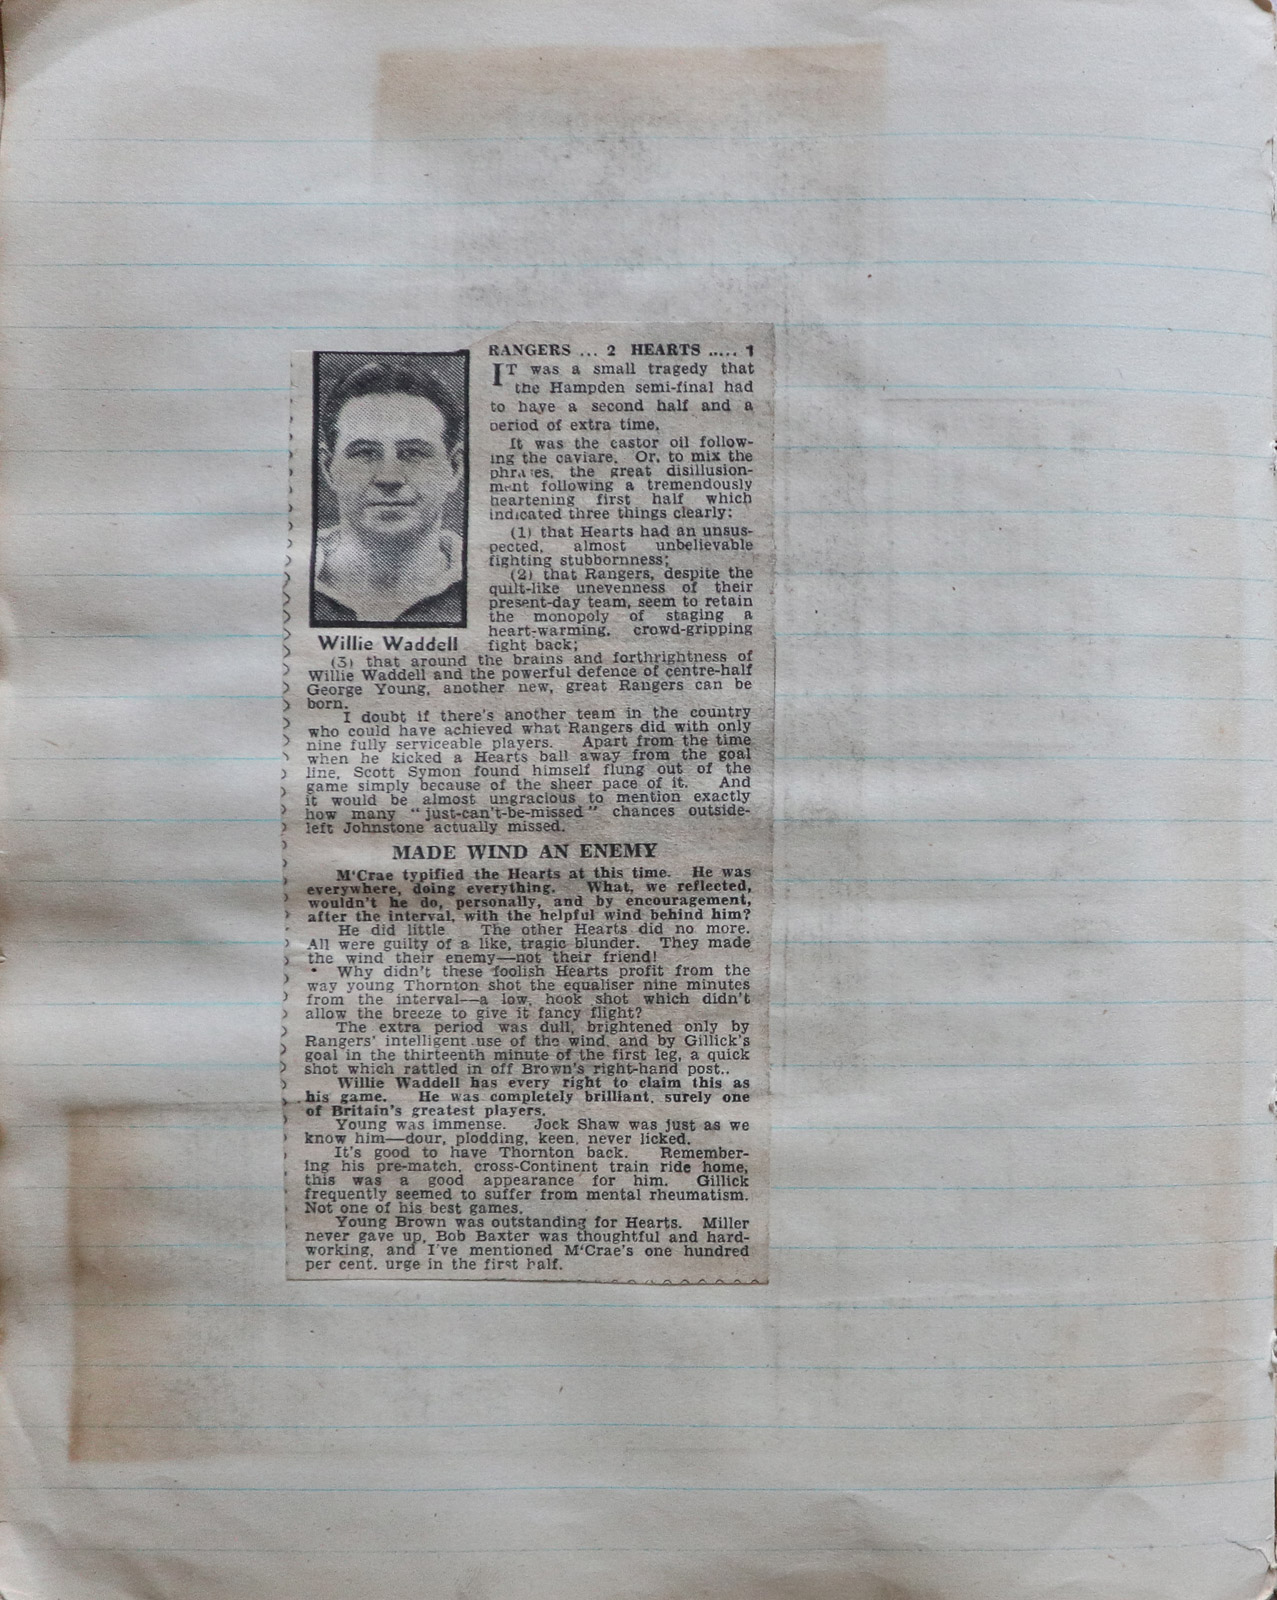 RANGERS ... 2 HEARTS ..... 1
IT was a small tragedy that
the Hampden semi-final had
to have a second half and a
period of extra time.
It was the castor oil follow-
ing the caviare. Or, to mix the
phrases, the great disillusion-
ment following a tremendously
heartening first half which
indicated three things clearly:
(1) that Hearts had an unsus-
pected, almost unbelievable
fighting stubbornness;
(2) that Rangers, despite the
quilt-like unevenness of their
present-day team, seem to retain
the monopoly of staging a
heart-warming, crowd-gripping
fight back;
Willie Waddell
(3) that around the brains and forthrightness of
Willie Waddell and the powerful defence of centre-half
George Young, another new, great Rangers can be
born.
I doubt if there's another team in the country
who could have achieved what Rangers did with only
nine fully serviceable players. Apart from the time
when he kicked a Hearts ball away from the goal
line, Scott Symon found himself flung out of the
game simply because of the sheer pace of it. And
it would be almost ungracious to mention exactly
how many "just-can't-be-missed" chances outside-
left Johnstone actually missed.
MADE WIND AN ENEMY
M'Crae typified the Hearts at this time. He was
everywhere, doing everything. What, we reflected,
wouldn't he do, personally, and by encouragement,
after the interval, with the helpful wind behind him?
He did little The other Hearts did no more.
All were guilty of a like, tragic blunder. They made
the wind their enemy—not their friend!
Why didn't these foolish Hearts profit from the
way young Thornton shot the equaliser nine minutes
from the interval—a low, hook shot which didn't
allow the breeze to give it fancy flight?
The extra period was dull, brightened only by
Rangers' intelligent use of the wind, and by Gillick's
goal in the thirteenth minute of the first leg, a quick
shot which rattled in off Brown's right-hand post..
Willie Waddell has every right to claim this as
his game. He was completely brilliant, surely one
of Britain's greatest players.
Young was immense. Jock Shaw was just as we
know him—dour, plodding, keen, never licked.
It's good to have Thornton back. Remember-
ing his pre-match, cross-Continent train ride home,
this was a good appearance for him. Gillick
frequently seemed to suffer from mental rheumatism.
Not one of his best games.
Young Brown was outstanding for Hearts. Miller
never gave up, Bob Baxter was thoughtful and hard-
working, and I've mentioned M'Crae's one hundred
per cent. urge in the first half.